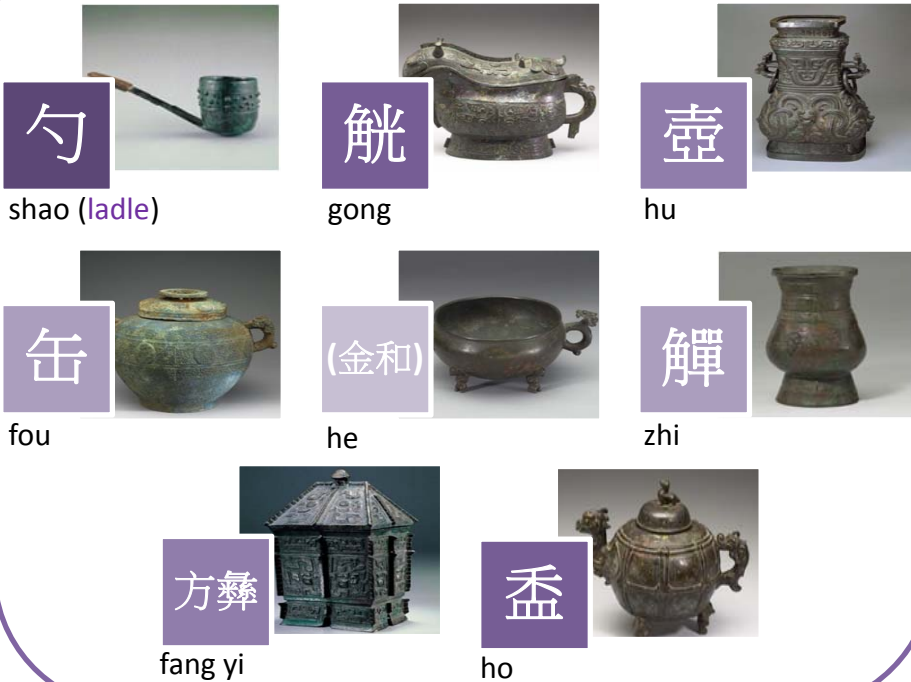 勺
shao (ladle)
觥
gong
壺
hu
缶
fou
(金和)
he
觶
zhi
方彝
fang yi
盉
ho